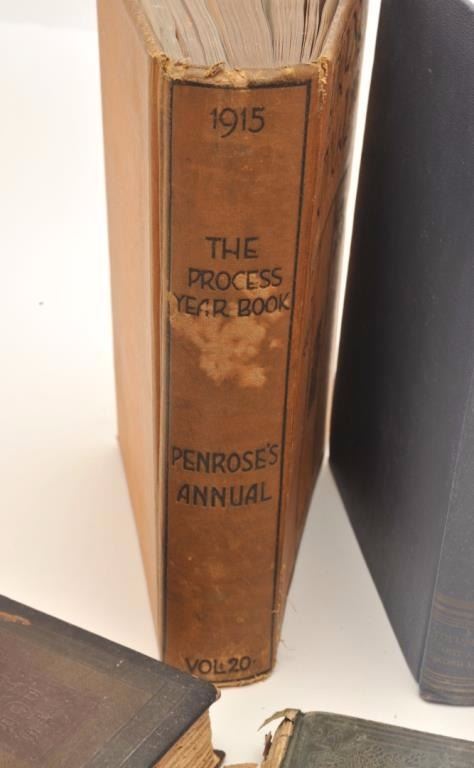 1915
THE
PROCESS
YEAR BOOK
PENROSE'S
ANNUAL
VOL. 20.